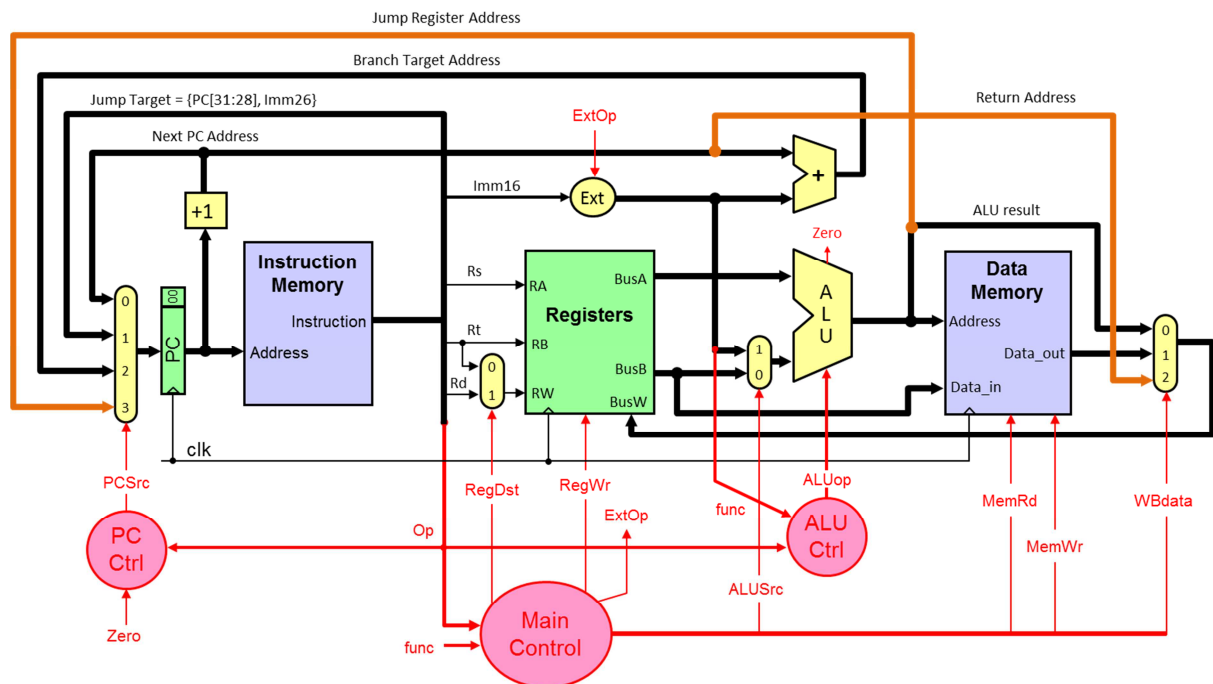 Jump Register Address
Branch Target Address
Jump Target = {PC[31:28], Imm26}
Return Address
ExtOp
Next PC Address
Imm16
Ext
+
+1
ALU result
Zero
Instruction
Memory
Instruction
Address
Rs
RA
BusA
Registers
Rt
RB
Rd
RW
BusB
BusW
A
L
U
Data
Memory
Address
Data_out
Data_in
0
1
2
3
00
PC
0
1
1
0
0
1
2
clk
PCSrc
RegDst
RegWr
ExtOp
ALUop
func
MemRd
WBdata
Op
PC
Ctrl
ALU
Ctrl
MemWr
ALUSrc
Zero
func
Main
Control